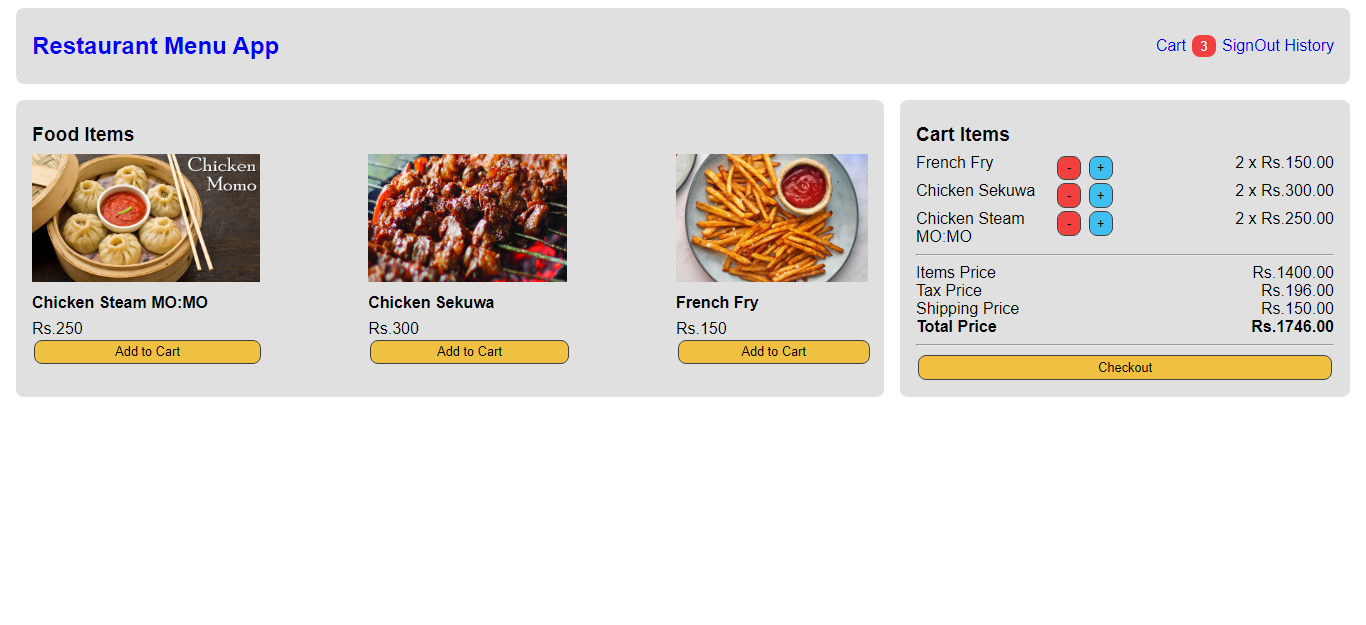 Restaurant Menu App
Cart 3 SignOut History
Food Items
Chicken
Momo
Chicken Steam MO:MO
Rs.250
Add to Cart
Chicken Sekuwa
Rs.300
Add to Cart
French Fry
Rs.150
Add to Cart
Cart Items
French Fry - + 2 x Rs.150.00
Chicken Sekuwa - + 2 x Rs.300.00
Chicken Steam - + 2 x Rs.250.00
MO:MO
Items Price Rs.1400.00
Tax Price Rs.196.00
Shipping Price Rs.150.00
Total Price Rs.1746.00
Checkout